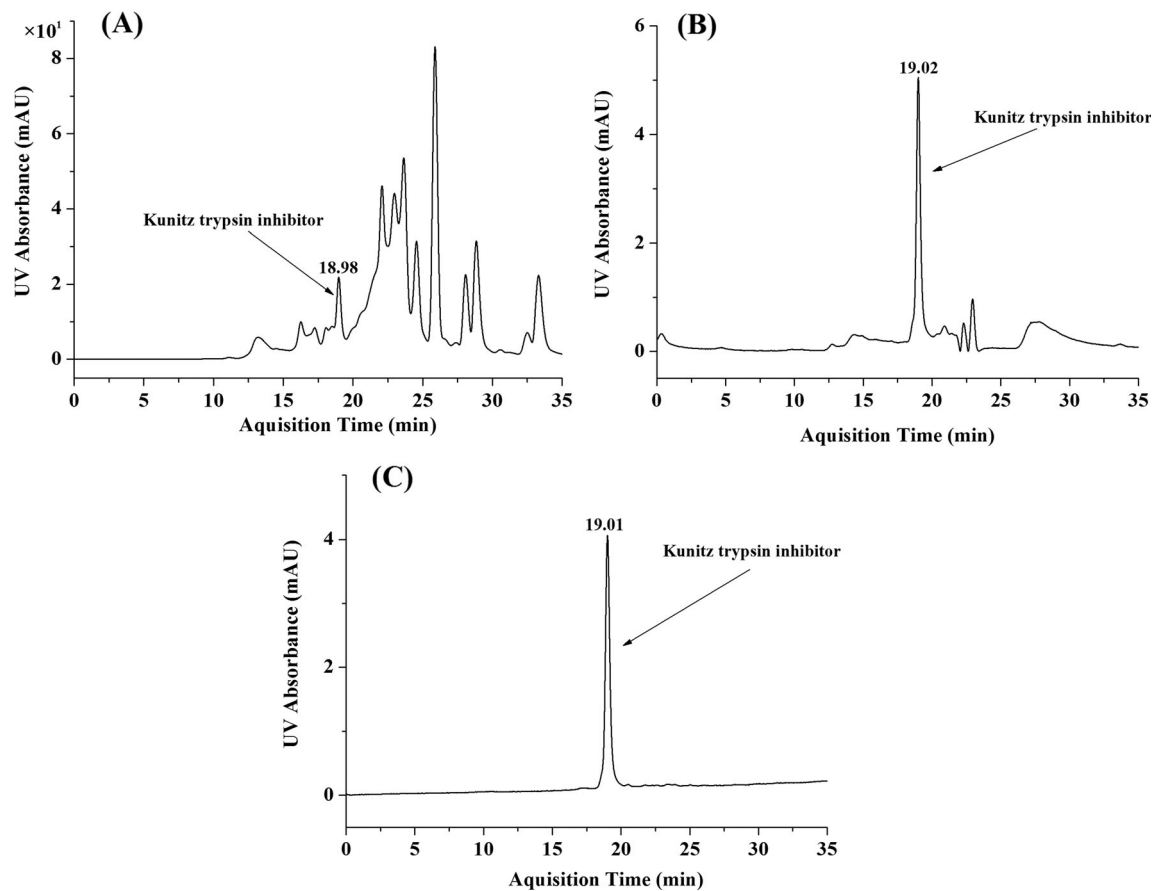 (A)
×10¹
8
6
4
2
0
UV Absorbance (mAU)
Kunitz trypsin inhibitor
18.98
0 5 10 15 20 25 30 35
Aquisition Time (min)
(B)
6
4
2
0
UV Absorbance (mAU)
19.02
Kunitz trypsin inhibitor
0 5 10 15 20 25 30 35
Aquisition Time (min)
(C)
4
2
0
UV Absorbance (mAU)
19.01
Kunitz trypsin inhibitor
0 5 10 15 20 25 30 35
Aquisition Time (min)